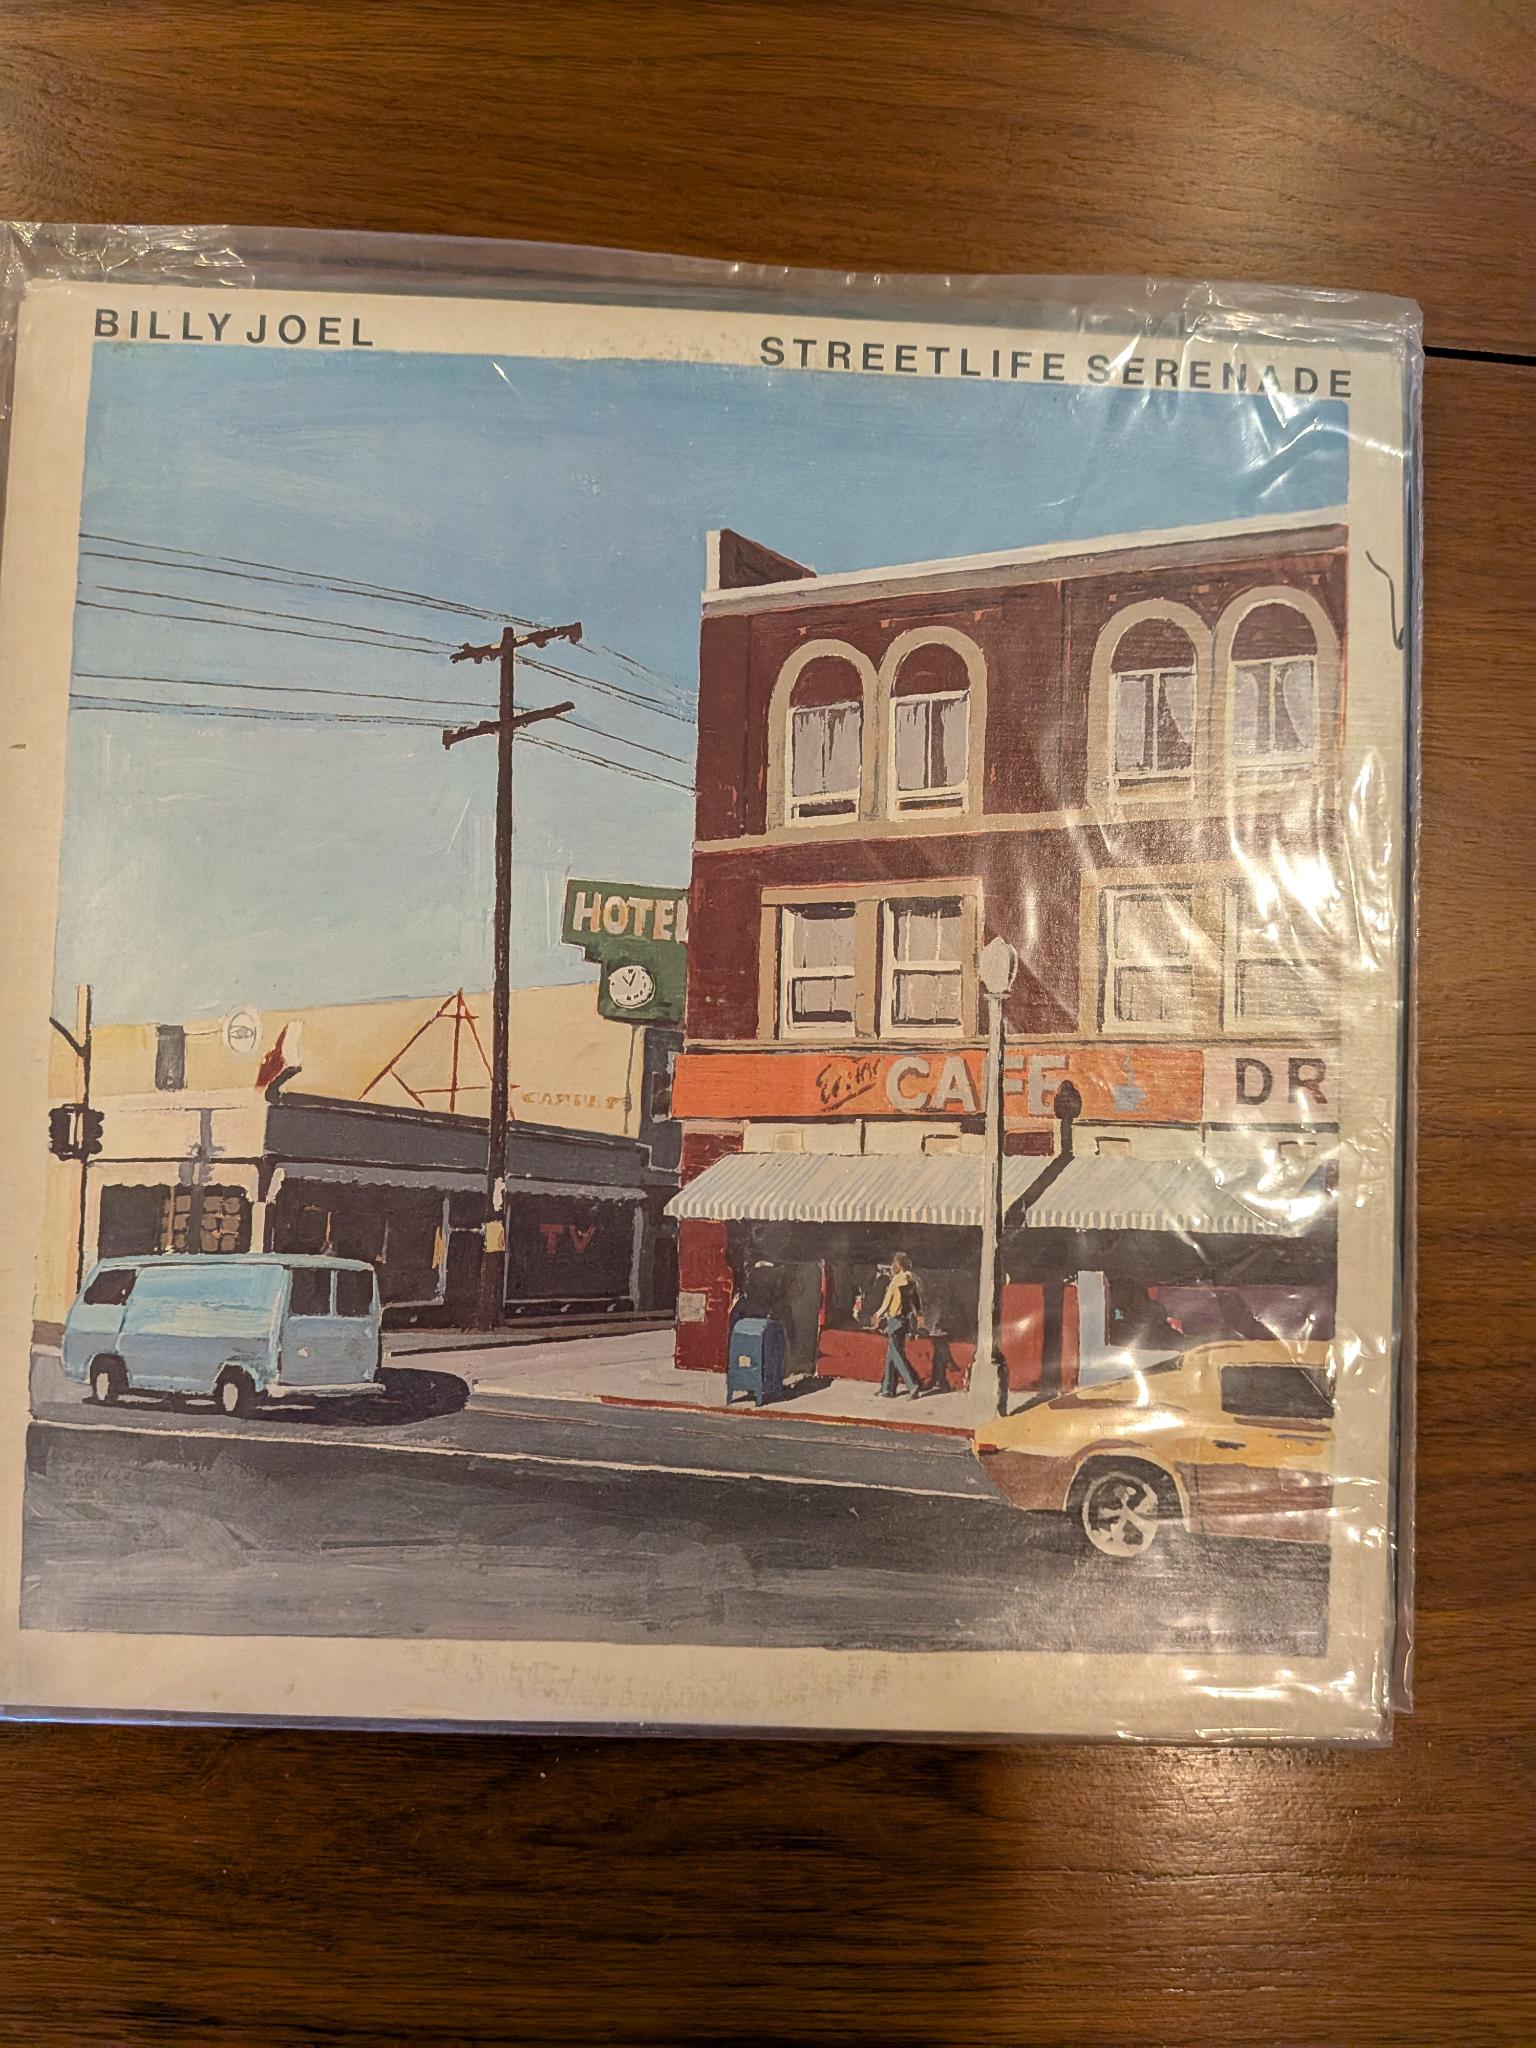 BILLY JOEL
STREETLIFE SERENADE
HOTEL
CAFE
DR
TV